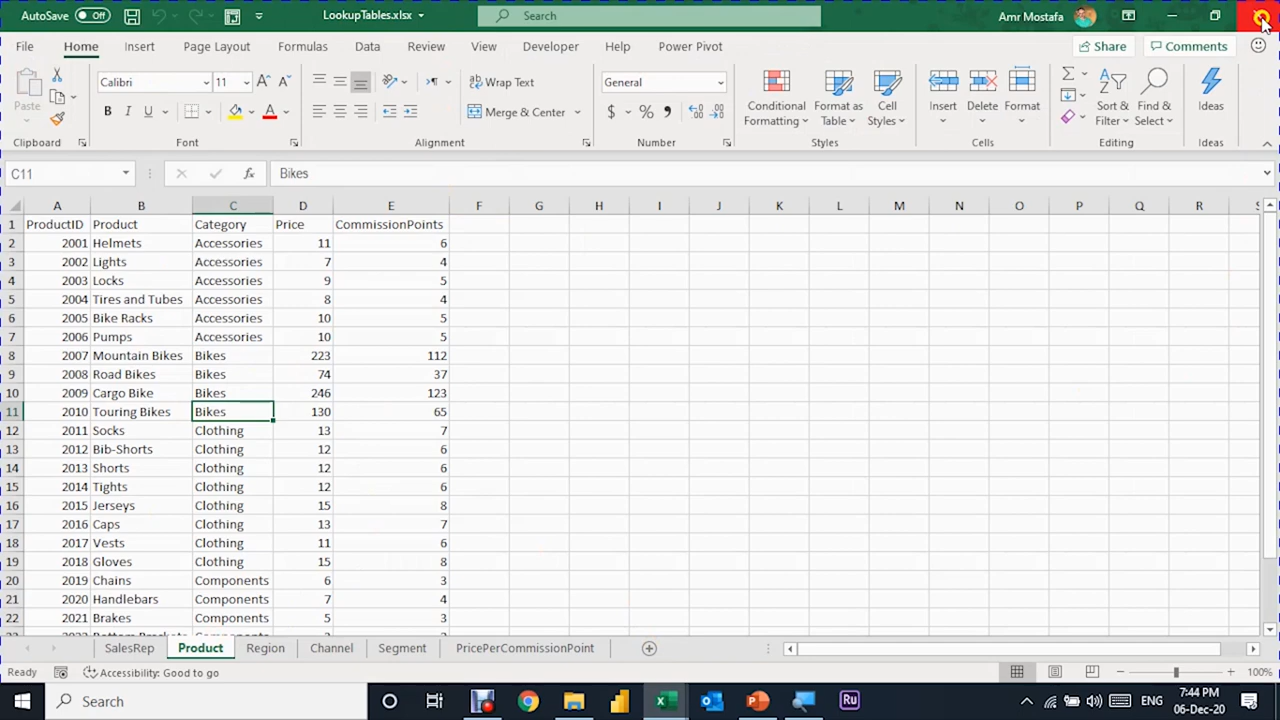 AutoSave Off LookupTables.xlsx Search Amr Mostafa
File Home Insert Page Layout Formulas Data Review View Developer Help Power Pivot Share Comments
Paste Calibri 11 Wrap Text General Conditional Formatting Format as Table Cell Styles Insert Delete Format Sort & Filter Find & Select Ideas
B I U Merge & Center $ % ,
Clipboard Font Alignment Number Styles Cells Editing Ideas
C11 fx Bikes
A B C D E F G H I J K L M N O P Q R S
1 ProductID Product Category Price CommissionPoints
2 2001 Helmets Accessories 11 6
3 2002 Lights Accessories 7 4
4 2003 Locks Accessories 9 5
5 2004 Tires and Tubes Accessories 8 4
6 2005 Bike Racks Accessories 10 5
7 2006 Pumps Accessories 10 5
8 2007 Mountain Bikes Bikes 223 112
9 2008 Road Bikes Bikes 74 37
10 2009 Cargo Bike Bikes 246 123
11 2010 Touring Bikes Bikes 130 65
12 2011 Socks Clothing 13 7
13 2012 Bib-Shorts Clothing 12 6
14 2013 Shorts Clothing 12 6
15 2014 Tights Clothing 12 6
16 2015 Jerseys Clothing 15 8
17 2016 Caps Clothing 13 7
18 2017 Vests Clothing 11 6
19 2018 Gloves Clothing 15 8
20 2019 Chains Components 6 3
21 2020 Handlebars Components 7 4
22 2021 Brakes Components 5 3
SalesRep Product Region Channel Segment PricePerCommissionPoint
Ready Accessibility: Good to go 100%
Search Ru ENG 7:44 PM
06-Dec-20